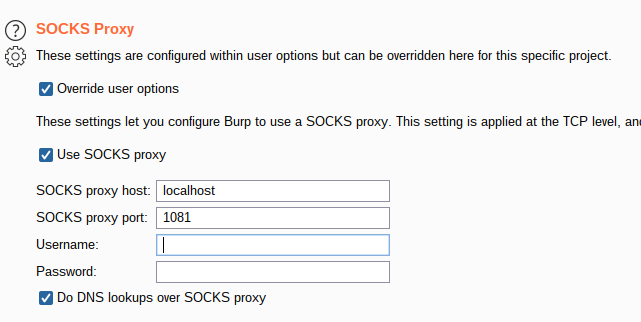 SOCKS Proxy
These settings are configured within user options but can be overridden here for this specific project.
Override user options
These settings let you configure Burp to use a SOCKS proxy. This setting is applied at the TCP level, and
Use SOCKS proxy
SOCKS proxy host: localhost
SOCKS proxy port: 1081
Username:
Password:
Do DNS lookups over SOCKS proxy